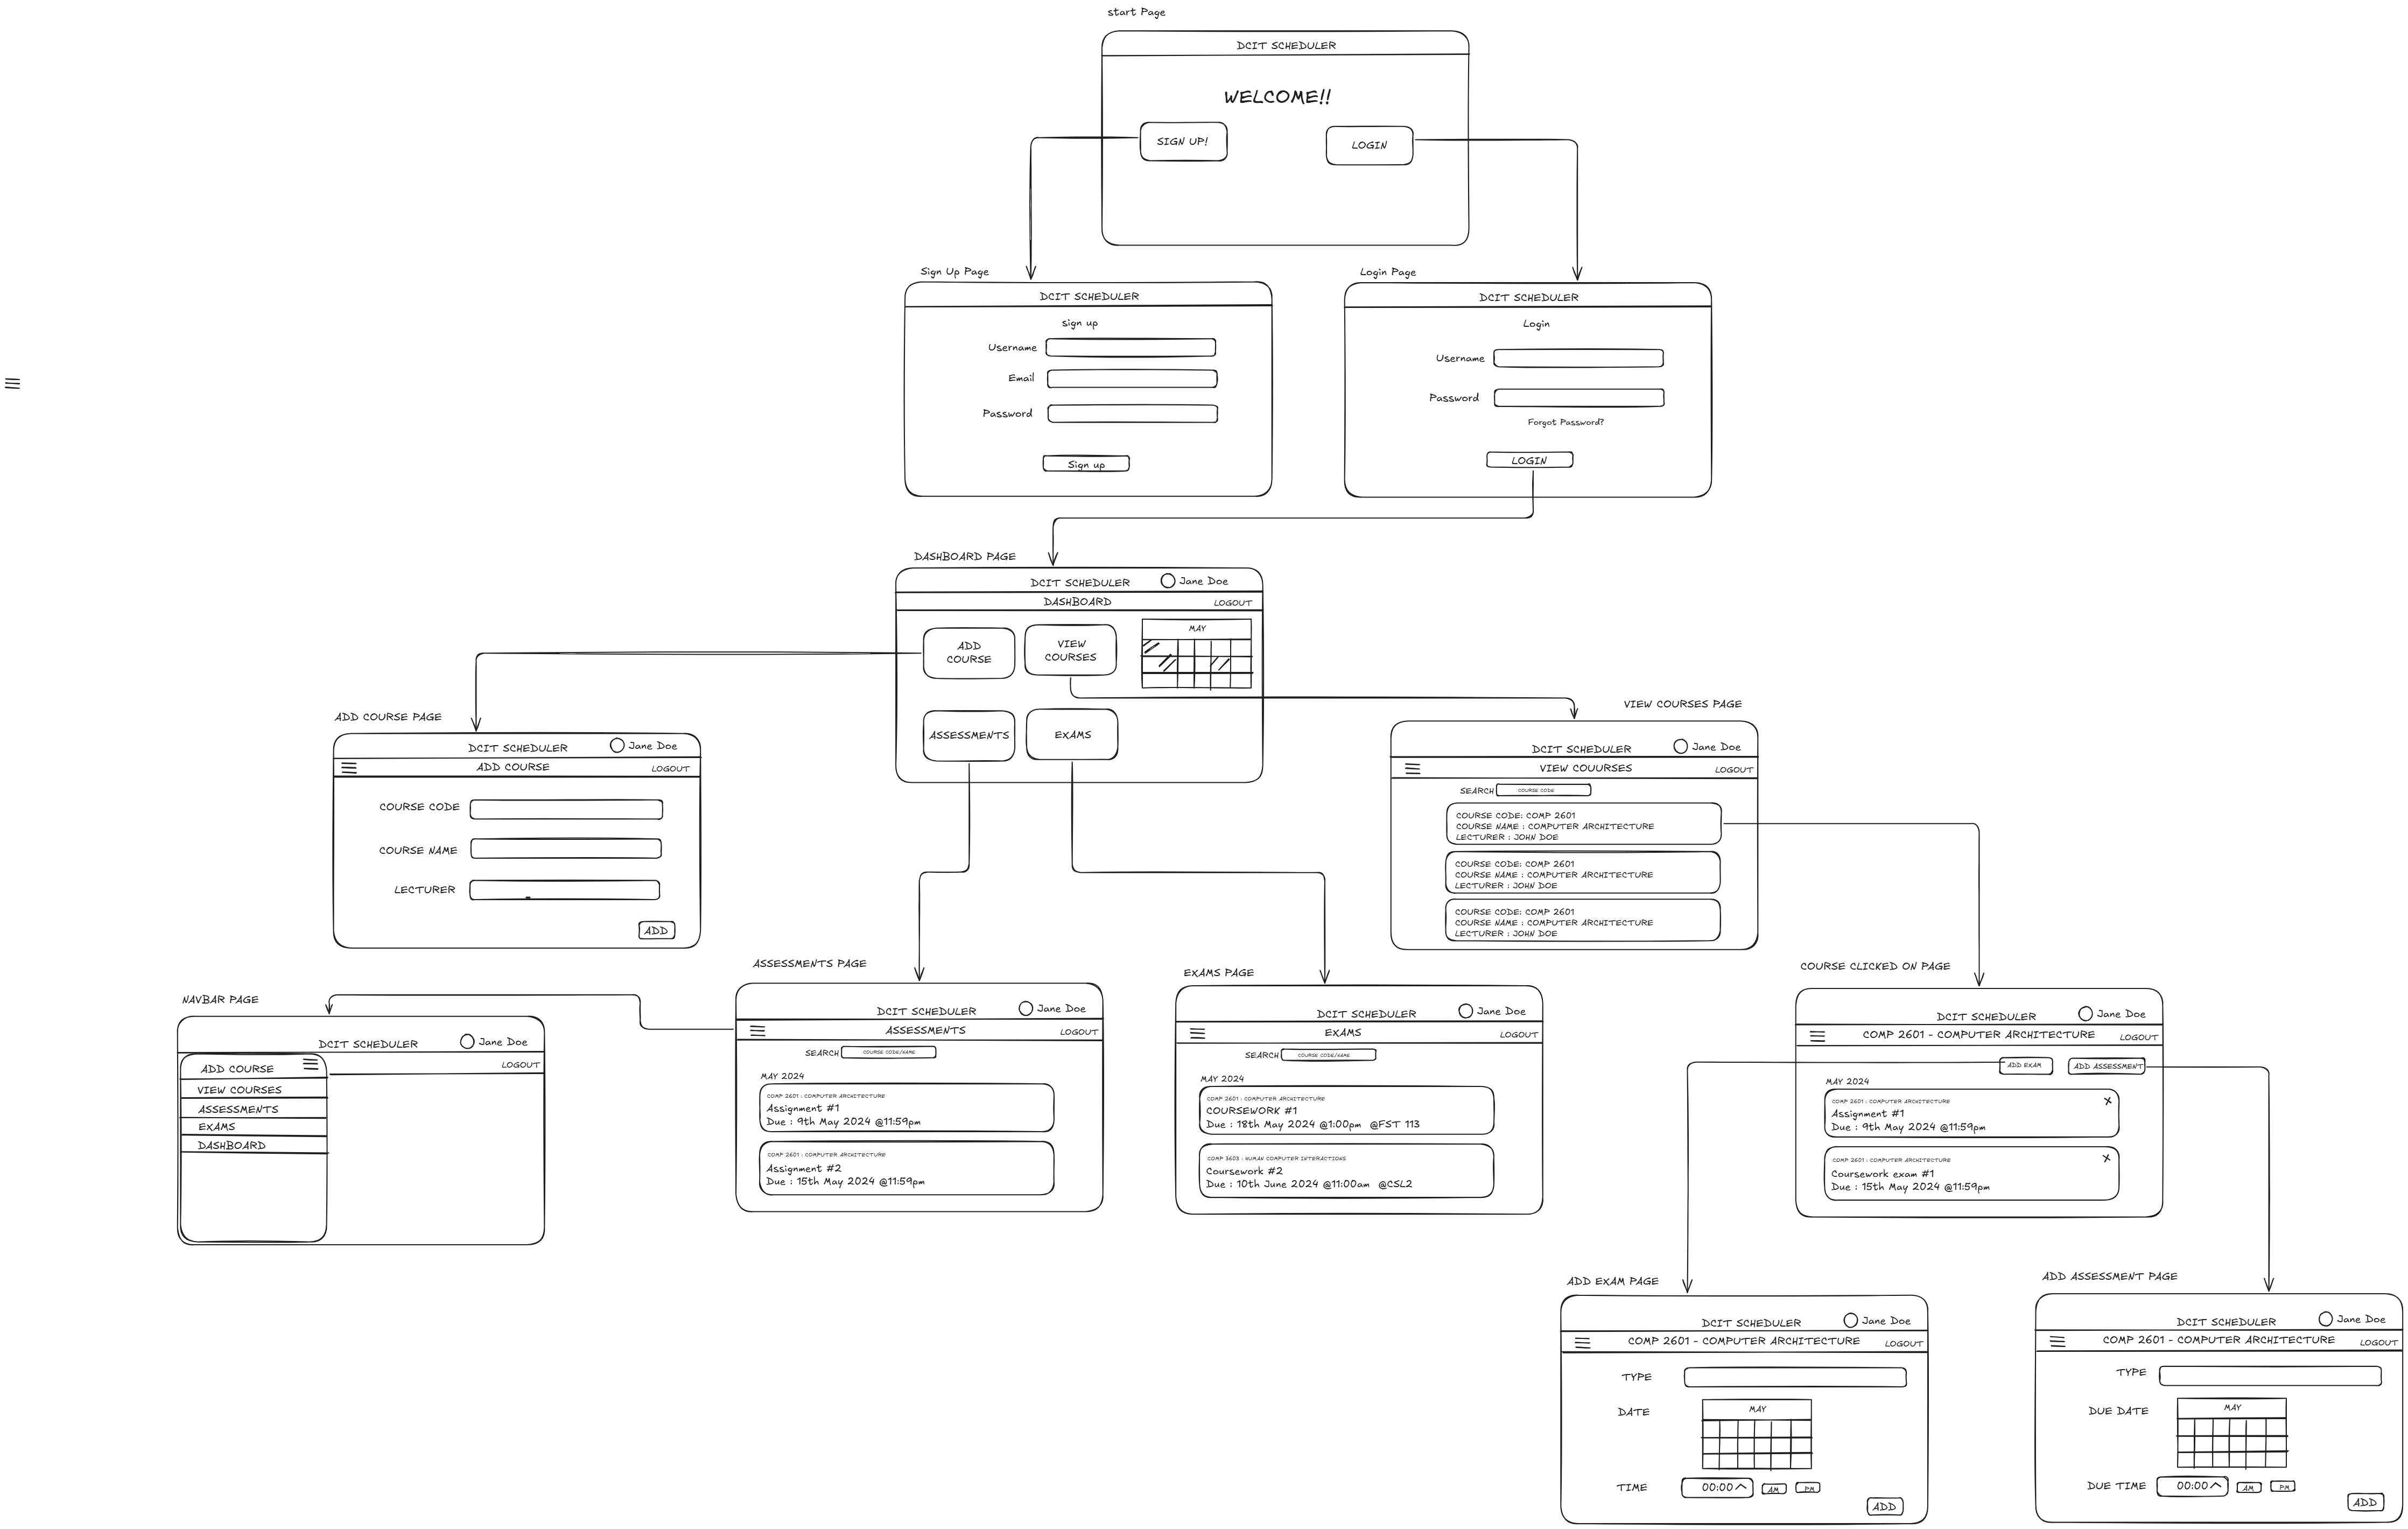 start Page
DCIT SCHEDULER
WELCOME!!
SIGN UP!
LOGIN
Sign Up Page
DCIT SCHEDULER
sign up
Username
Email
Password
Sign up
Login Page
DCIT SCHEDULER
Login
Username
Password
Forgot Password?
LOGIN
DASHBOARD PAGE
DCIT SCHEDULER
Jane Doe
DASHBOARD
LOGOUT
ADD
COURSE
VIEW
COURSES
MAY
ASSESSMENTS
EXAMS
ADD COURSE PAGE
DCIT SCHEDULER
Jane Doe
ADD COURSE
LOGOUT
COURSE CODE
COURSE NAME
LECTURER
ADD
VIEW COURSES PAGE
DCIT SCHEDULER
Jane Doe
VIEW COUURSES
LOGOUT
SEARCH
COURSE CODE
COURSE CODE: COMP 2601
COURSE NAME : COMPUTER ARCHITECTURE
LECTURER : JOHN DOE
COURSE CODE: COMP 2601
COURSE NAME : COMPUTER ARCHITECTURE
LECTURER : JOHN DOE
COURSE CODE: COMP 2601
COURSE NAME : COMPUTER ARCHITECTURE
LECTURER : JOHN DOE
NAVBAR PAGE
DCIT SCHEDULER
Jane Doe
LOGOUT
ADD COURSE
VIEW COURSES
ASSESSMENTS
EXAMS
DASHBOARD
ASSESSMENTS PAGE
DCIT SCHEDULER
Jane Doe
ASSESSMENTS
LOGOUT
SEARCH
COURSE CODE/NAME
MAY 2024
COMP 2601 : COMPUTER ARCHITECTURE
Assignment #1
Due : 9th May 2024 @11:59pm
COMP 2601 : COMPUTER ARCHITECTURE
Assignment #2
Due : 15th May 2024 @11:59pm
EXAMS PAGE
DCIT SCHEDULER
Jane Doe
EXAMS
LOGOUT
SEARCH
COURSE CODE/NAME
MAY 2024
COMP 2601 : COMPUTER ARCHITECTURE
COURSEWORK #1
Due : 18th May 2024 @1:00pm @FST 113
COMP 3603 : HUMAN COMPUTER INTERACTIONS
Coursework #2
Due : 10th June 2024 @11:00am @CSL2
COURSE CLICKED ON PAGE
DCIT SCHEDULER
Jane Doe
COMP 2601 - COMPUTER ARCHITECTURE
LOGOUT
ADD EXAM
ADD ASSESSMENT
MAY 2024
COMP 2601 : COMPUTER ARCHITECTURE
X
Assignment #1
Due : 9th May 2024 @11:59pm
COMP 2601 : COMPUTER ARCHITECTURE
X
Coursework exam #1
Due : 15th May 2024 @11:59pm
ADD EXAM PAGE
DCIT SCHEDULER
Jane Doe
COMP 2601 - COMPUTER ARCHITECTURE
LOGOUT
TYPE
DATE
MAY
TIME
00:00
AM
PM
ADD
ADD ASSESSMENT PAGE
DCIT SCHEDULER
Jane Doe
COMP 2601 - COMPUTER ARCHITECTURE
LOGOUT
TYPE
DUE DATE
MAY
DUE TIME
00:00
AM
PM
ADD